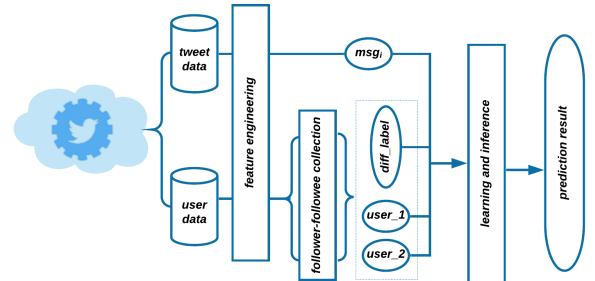 tweet
data
user
data
feature engineering
follower-followee collection
msgᵢ
diff_label
user_1
user_2
learning and inference
prediction result